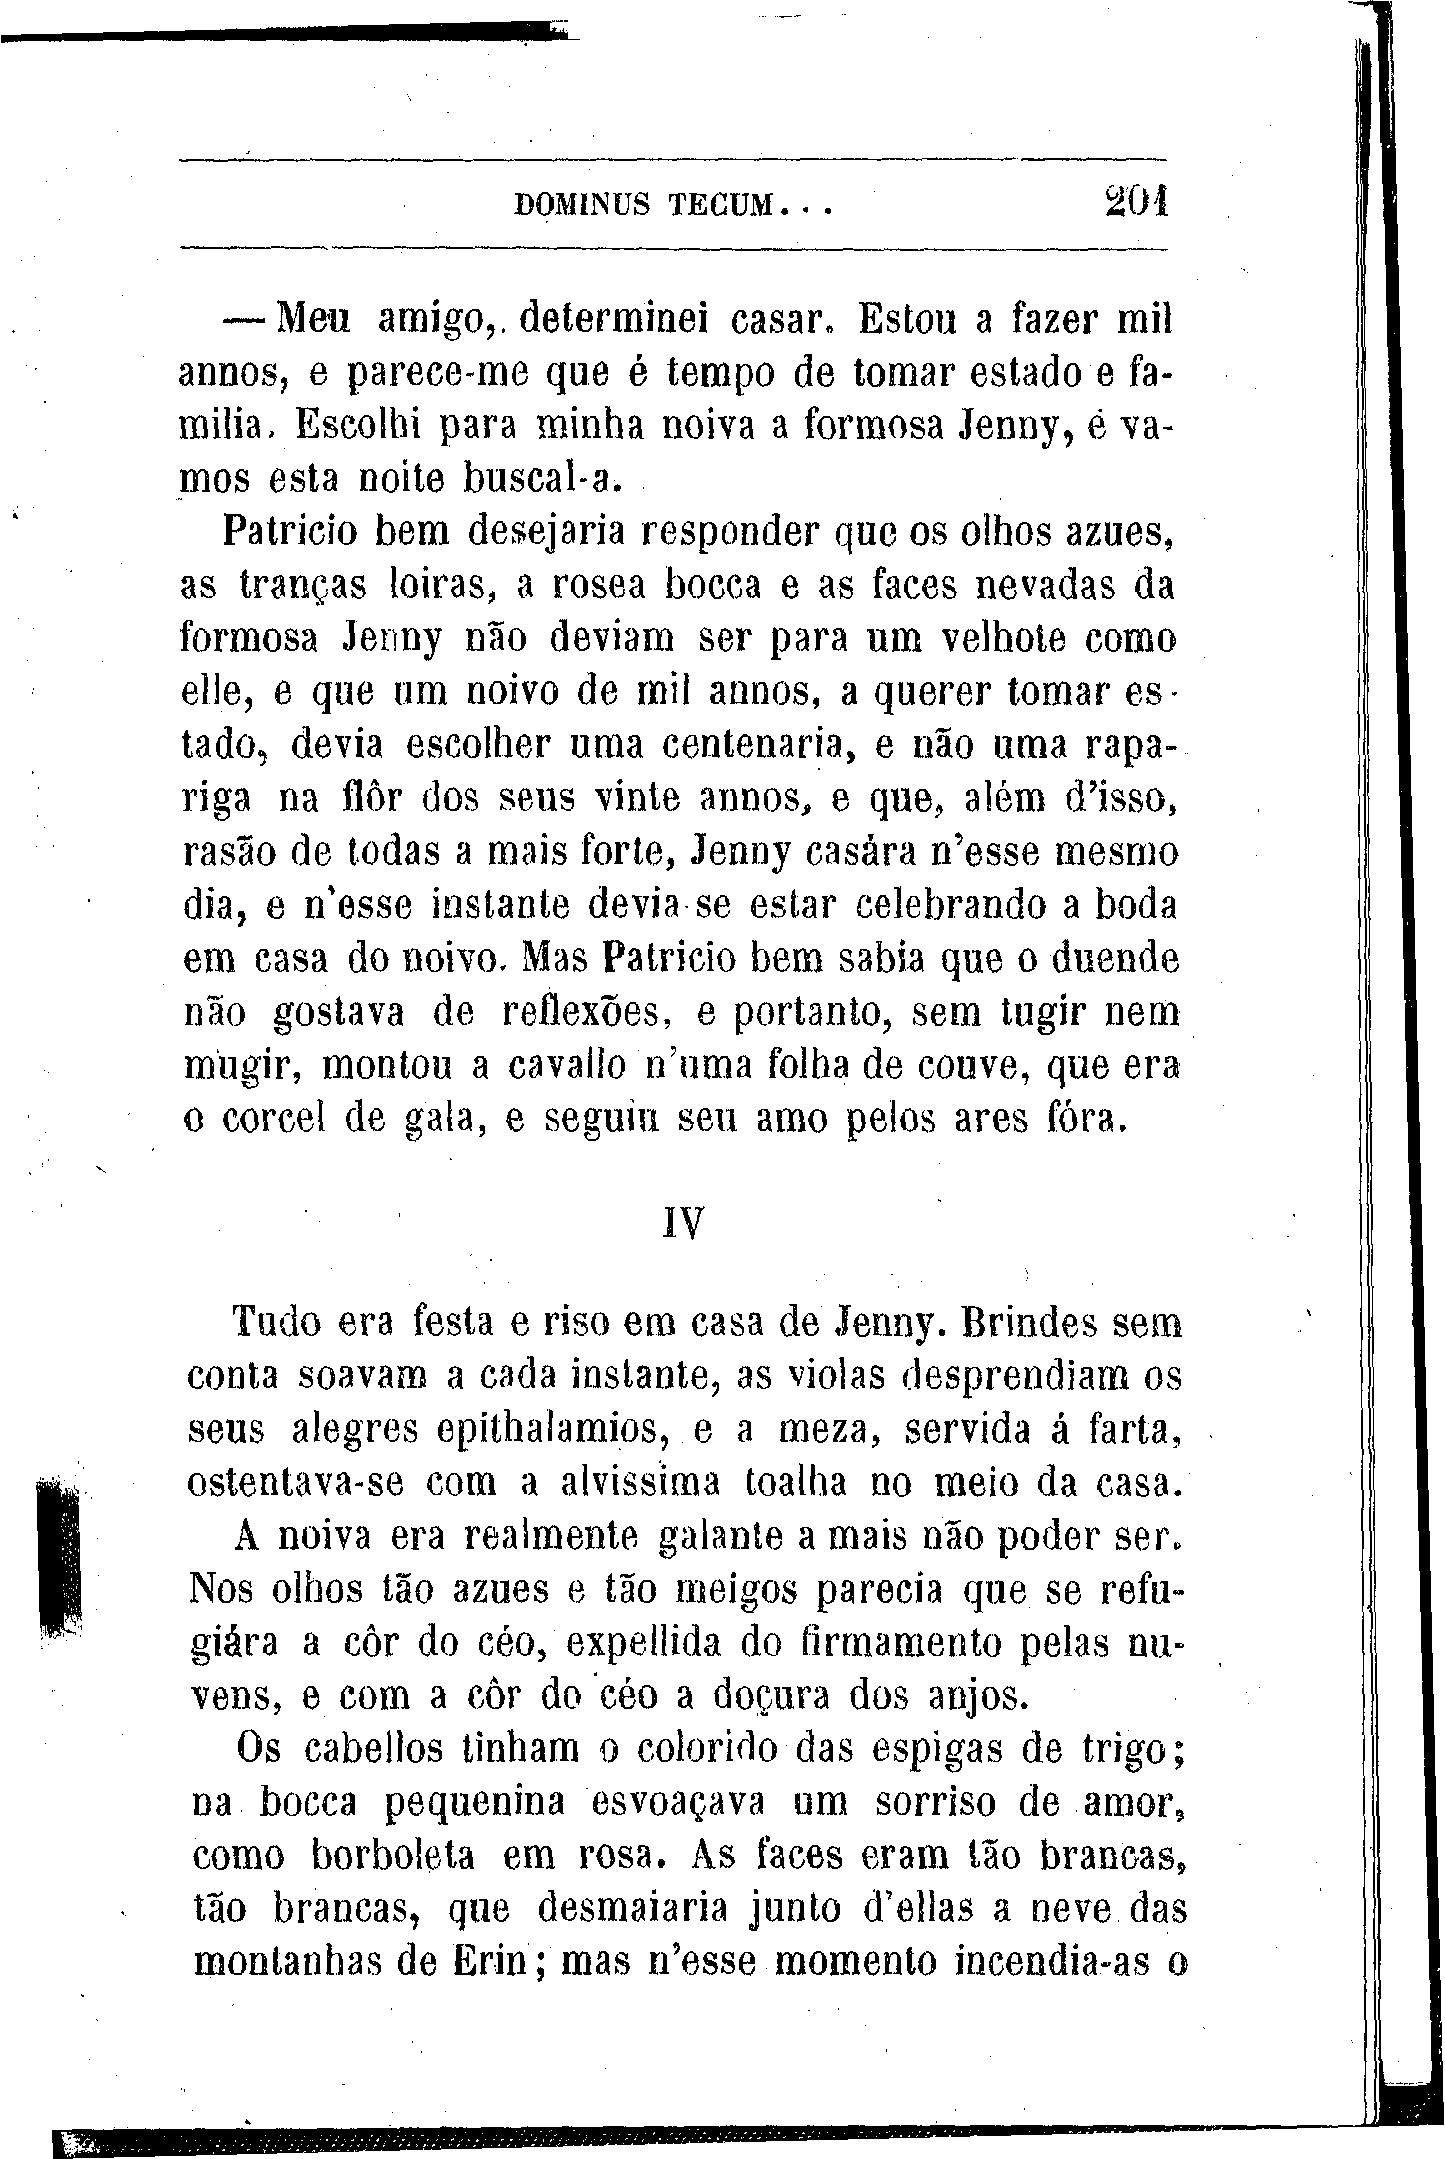 DOMINUS TECUM... 201
— Meu amigo, determinei casar. Estou a fazer mil
annos, e parece-me que é tempo de tomar estado e fa-
milia. Escolhi para minha noiva a formosa Jenny, é va-
mos esta noite buscal-a.
Patricio bem desejaria responder que os olhos azues,
as tranças loiras, a rosea bocca e as faces nevadas da
formosa Jenny não deviam ser para um velhote como
elle, e que um noivo de mil annos, a querer tomar es-
tado, devia escolher uma centenaria, e não uma rapa-
riga na flôr dos seus vinte annos, e que, além d'isso,
rasão de todas a mais forte, Jenny casára n'esse mesmo
dia, e n'esse instante devia-se estar celebrando a boda
em casa do noivo. Mas Patricio bem sabia que o duende
não gostava de reflexões, e portanto, sem tugir nem
mugir, montou a cavallo n'uma folha de couve, que era
o corcel de gala, e seguiu seu amo pelos ares fóra.
IV
Tudo era festa e riso em casa de Jenny. Brindes sem
conta soavam a cada instante, as violas desprendiam os
seus alegres epithalamios, e a meza, servida á farta,
ostentava-se com a alvissima toalha no meio da casa.
A noiva era realmente galante a mais não poder ser.
Nos olhos tão azues e tão meigos parecia que se refu-
giára a côr do céo, expellida do firmamento pelas nu-
vens, e com a côr do céo a doçura dos anjos.
Os cabellos tinham o colorido das espigas de trigo;
na bocca pequenina esvoaçava um sorriso de amor,
como borboleta em rosa. As faces eram tão brancas,
tão brancas, que desmaiaria junto d'ellas a neve das
montanhas de Erin; mas n'esse momento incendia-as o